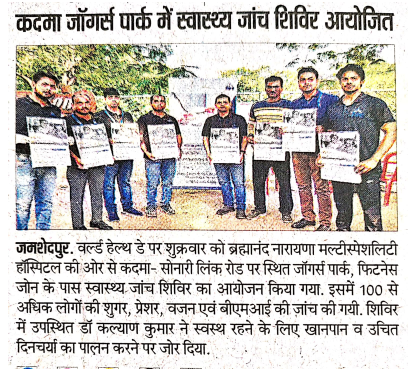 कदमा जॉगर्स पार्क में स्वास्थ्य जांच शिविर आयोजित
जमशेदपुर. वर्ल्ड हेल्थ डे पर शुक्रवार को ब्रह्मानंद नारायणा मल्टीस्पेशलिटी
हॉस्पिटल की ओर से कदमा- सोनारी लिंक रोड पर स्थित जॉगर्स पार्क, फिटनेस
जोन के पास स्वास्थ्य जांच शिविर का आयोजन किया गया. इसमें 100 से
अधिक लोगों की शुगर, प्रेशर, वजन एवं बीएमआई की जांच की गयी. शिविर
में उपस्थित डॉ कल्याण कुमार ने स्वस्थ रहने के लिए खानपान व उचित
दिनचर्या का पालन करने पर जोर दिया.